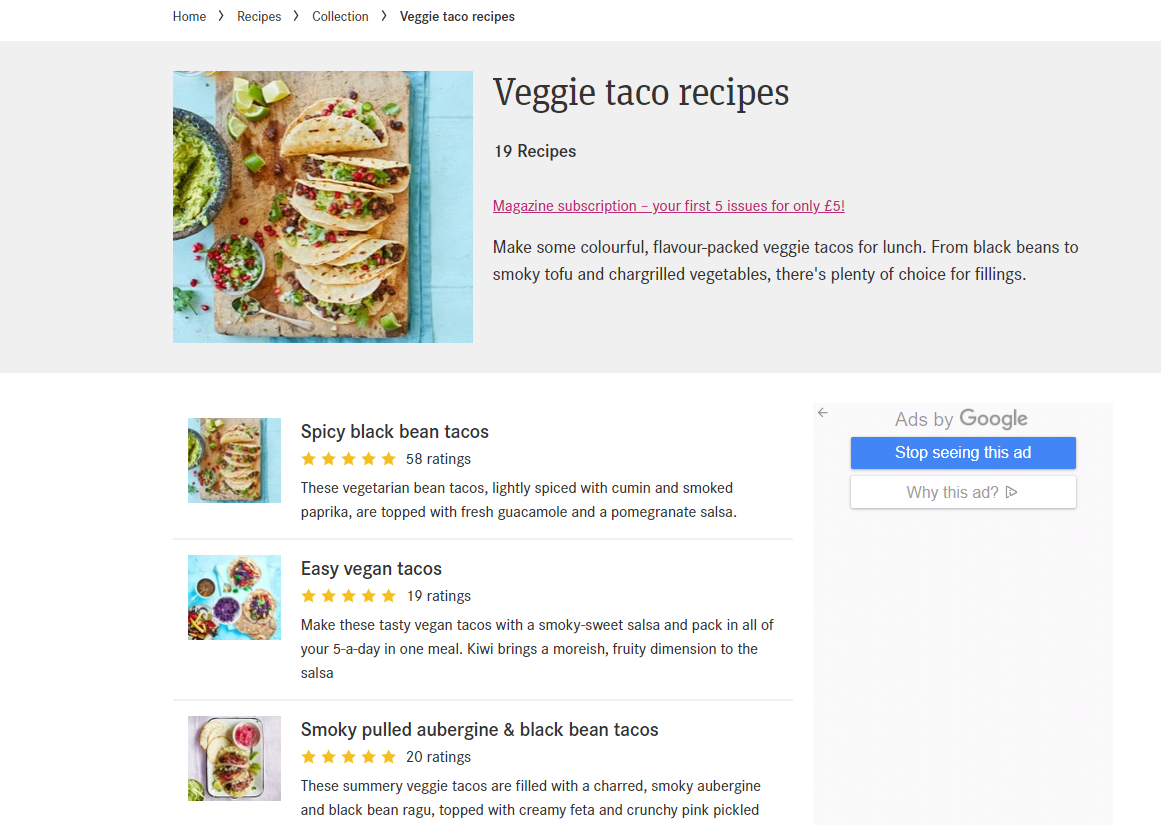 Home > Recipes > Collection > Veggie taco recipes
Veggie taco recipes
19 Recipes
Magazine subscription – your first 5 issues for only £5!
Make some colourful, flavour-packed veggie tacos for lunch. From black beans to
smoky tofu and chargrilled vegetables, there's plenty of choice for fillings.
Spicy black bean tacos
58 ratings
These vegetarian bean tacos, lightly spiced with cumin and smoked
paprika, are topped with fresh guacamole and a pomegranate salsa.
Easy vegan tacos
19 ratings
Make these tasty vegan tacos with a smoky-sweet salsa and pack in all of
your 5-a-day in one meal. Kiwi brings a moreish, fruity dimension to the
salsa
Smoky pulled aubergine & black bean tacos
20 ratings
These summery veggie tacos are filled with a charred, smoky aubergine
and black bean ragu, topped with creamy feta and crunchy pink pickled
Ads by Google
Stop seeing this ad
Why this ad?